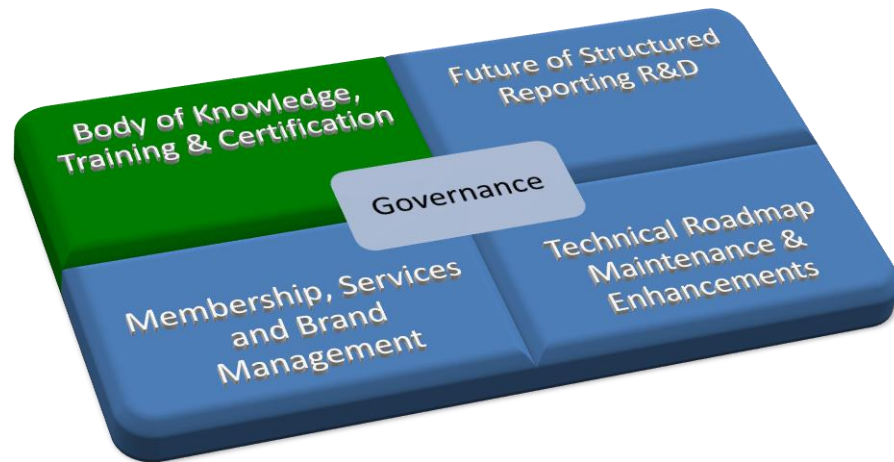 Body of Knowledge,
Training & Certification
Future of Structured
Reporting R&D
Governance
Membership, Services
and Brand
Management
Technical Roadmap
Maintenance &
Enhancements